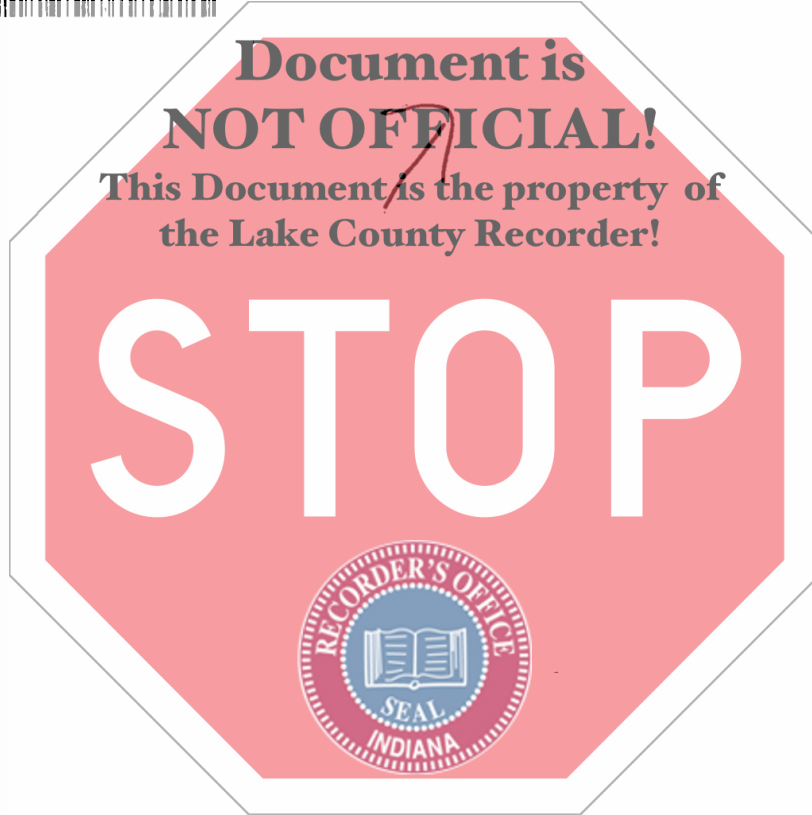 Document is
NOT OFFICIAL!
This Document is the property of
the Lake County Recorder!
STOP
RECORDER'S OFFICE
SEAL
INDIANA